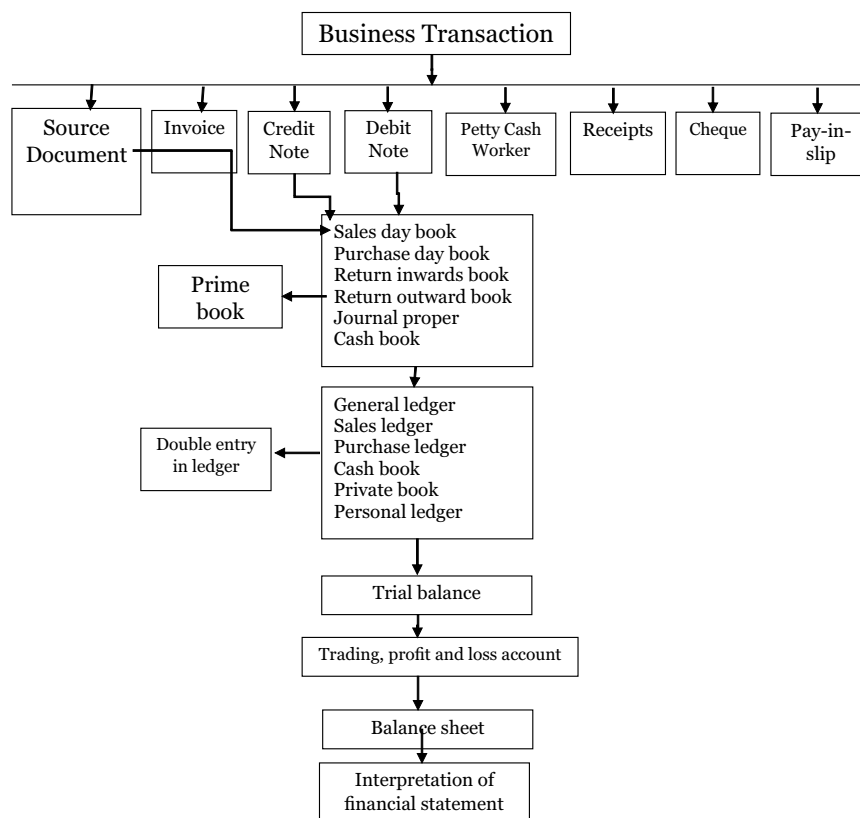 Business Transaction
Source
Document
Invoice
Credit
Note
Debit
Note
Petty Cash
Worker
Receipts
Cheque
Pay-in-
slip
Sales day book
Purchase day book
Return inwards book
Return outward book
Journal proper
Cash book
Prime
book
General ledger
Sales ledger
Purchase ledger
Cash book
Private book
Personal ledger
Double entry
in ledger
Trial balance
Trading, profit and loss account
Balance sheet
Interpretation of
financial statement